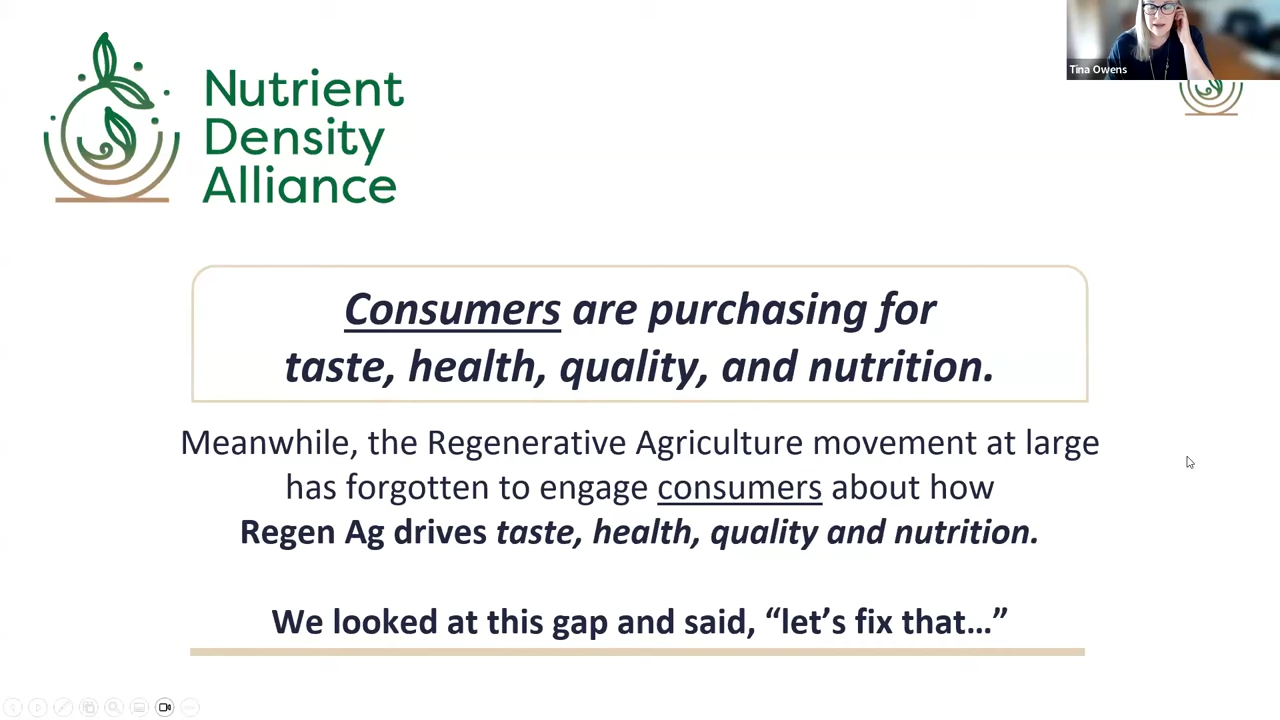 Tina Owens
Nutrient
Density
Alliance
Consumers are purchasing for
taste, health, quality, and nutrition.
Meanwhile, the Regenerative Agriculture movement at large
has forgotten to engage consumers about how
Regen Ag drives taste, health, quality and nutrition.
We looked at this gap and said, “let’s fix that…”